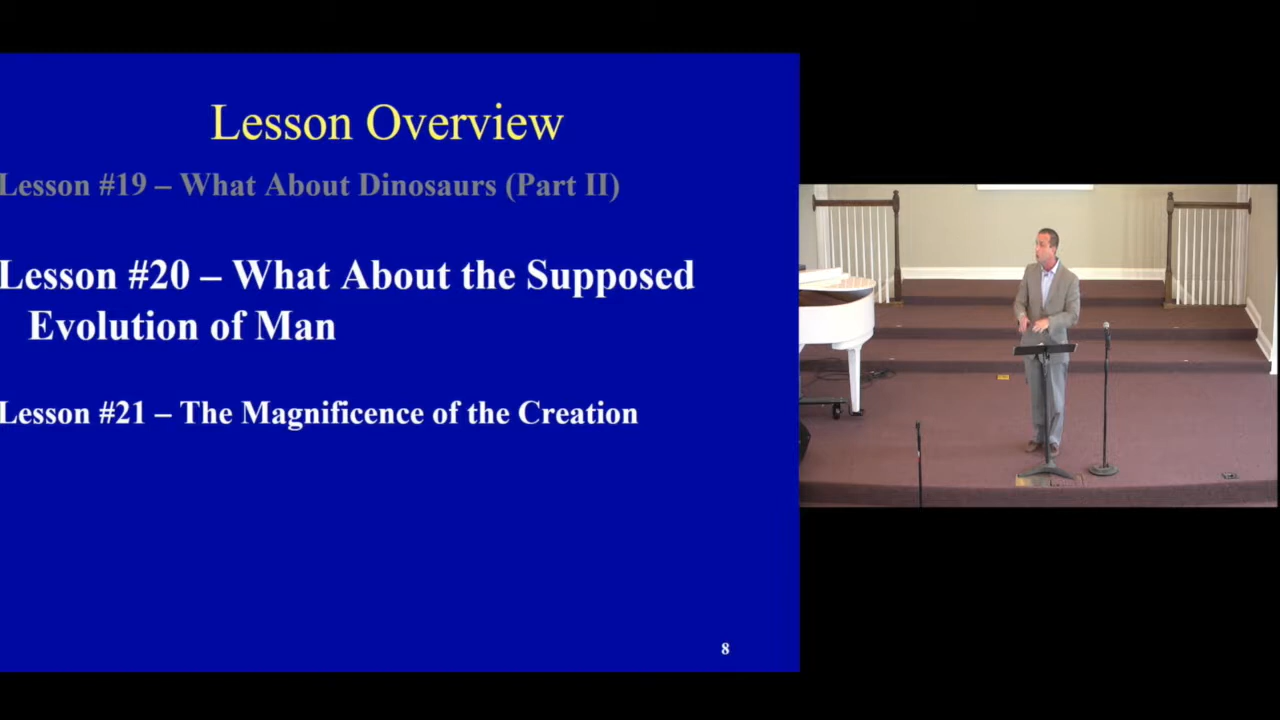 Lesson Overview
Lesson #19 – What About Dinosaurs (Part II)
Lesson #20 – What About the Supposed
Evolution of Man
Lesson #21 – The Magnificence of the Creation
8